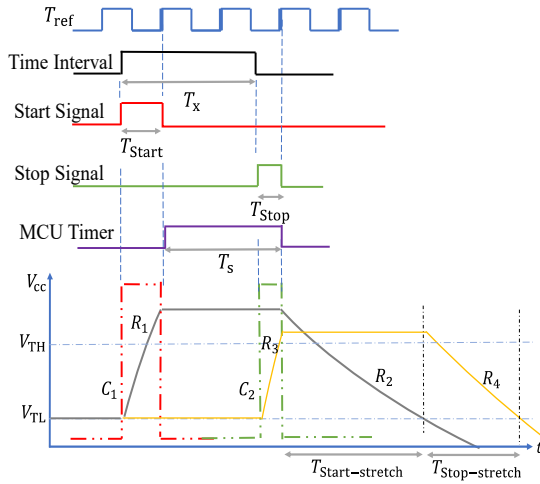 T_ref
Time Interval
T_x
Start Signal
T_Start
Stop Signal
T_Stop
MCU Timer
T_s
V_cc
R_1
V_TH
R_3
R_2
R_4
C_1
C_2
V_TL
t
T_Start−stretch
T_Stop−stretch